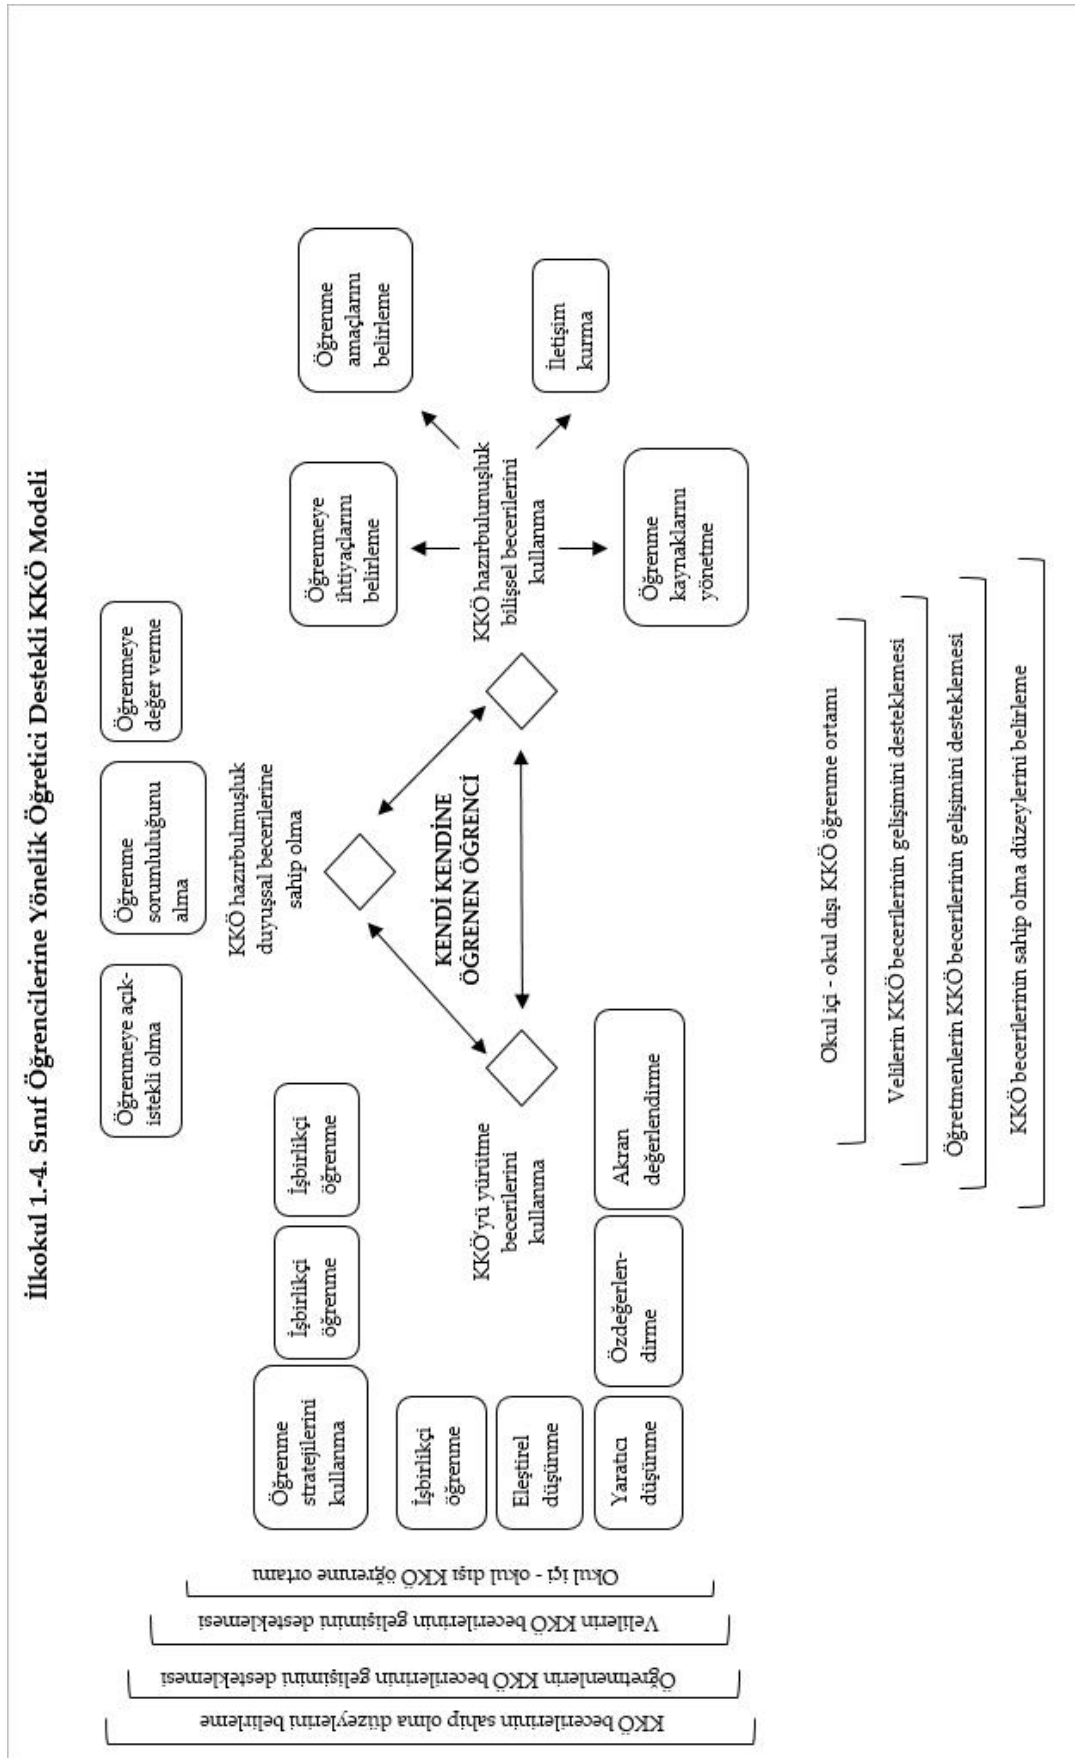 İlkokul 1.-4. Sınıf Öğrencilerine Yönelik Öğretici Destekli KKÖ Modeli
Öğrenmeye açık-
istekli olma
Öğrenme
sorumluluğunu
alma
Öğrenmeye
değer verme
KKÖ hazırbulmuşluk
duyuşsal becerilerine
sahip olma
Öğrenme
stratejilerini
kullanma
İşbirlikçi
öğrenme
İşbirlikçi
öğrenme
İşbirlikçi
öğrenme
Eleştirel
düşünme
Yaratıcı
düşünme
Özdeğerlen-
dirme
Akran
değerlendirme
KKÖ'yü yürütme
becerilerini
kullanma
KENDİ KENDİNE
ÖĞRENEN ÖĞRENCİ
KKÖ hazırbulunuşluk
bilişsel becerilerini
kullanma
Öğrenmeye
ihtiyaçlarını
belirleme
Öğrenme
amaçlarını
belirleme
İletişim
kurma
Öğrenme
kaynaklarını
yönetme
Okul içi - okul dışı KKÖ öğrenme ortamı
Velilerin KKÖ becerilerinin gelişimini desteklemesi
Öğretmenlerin KKÖ becerilerinin gelişimini desteklemesi
KKÖ becerilerinin sahip olma düzeylerini belirleme
Okul içi - okul dışı KKÖ öğrenme ortamı
Velilerin KKÖ becerilerinin gelişimini desteklemesi
Öğretmenlerin KKÖ becerilerinin gelişimini desteklemesi
KKÖ becerilerinin sahip olma düzeylerini belirleme